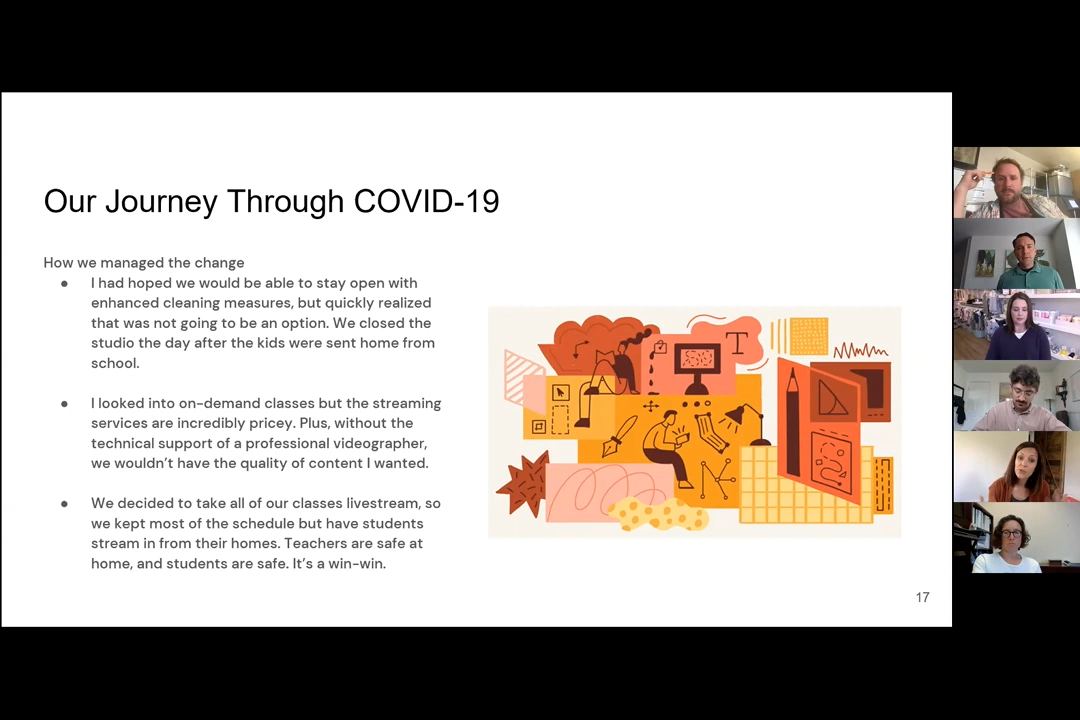 Our Journey Through COVID-19
How we managed the change
● I had hoped we would be able to stay open with
enhanced cleaning measures, but quickly realized
that was not going to be an option. We closed the
studio the day after the kids were sent home from
school.
● I looked into on-demand classes but the streaming
services are incredibly pricey. Plus, without the
technical support of a professional videographer,
we wouldn’t have the quality of content I wanted.
● We decided to take all of our classes livestream, so
we kept most of the schedule but have students
stream in from their homes. Teachers are safe at
home, and students are safe. It’s a win-win.
T
17